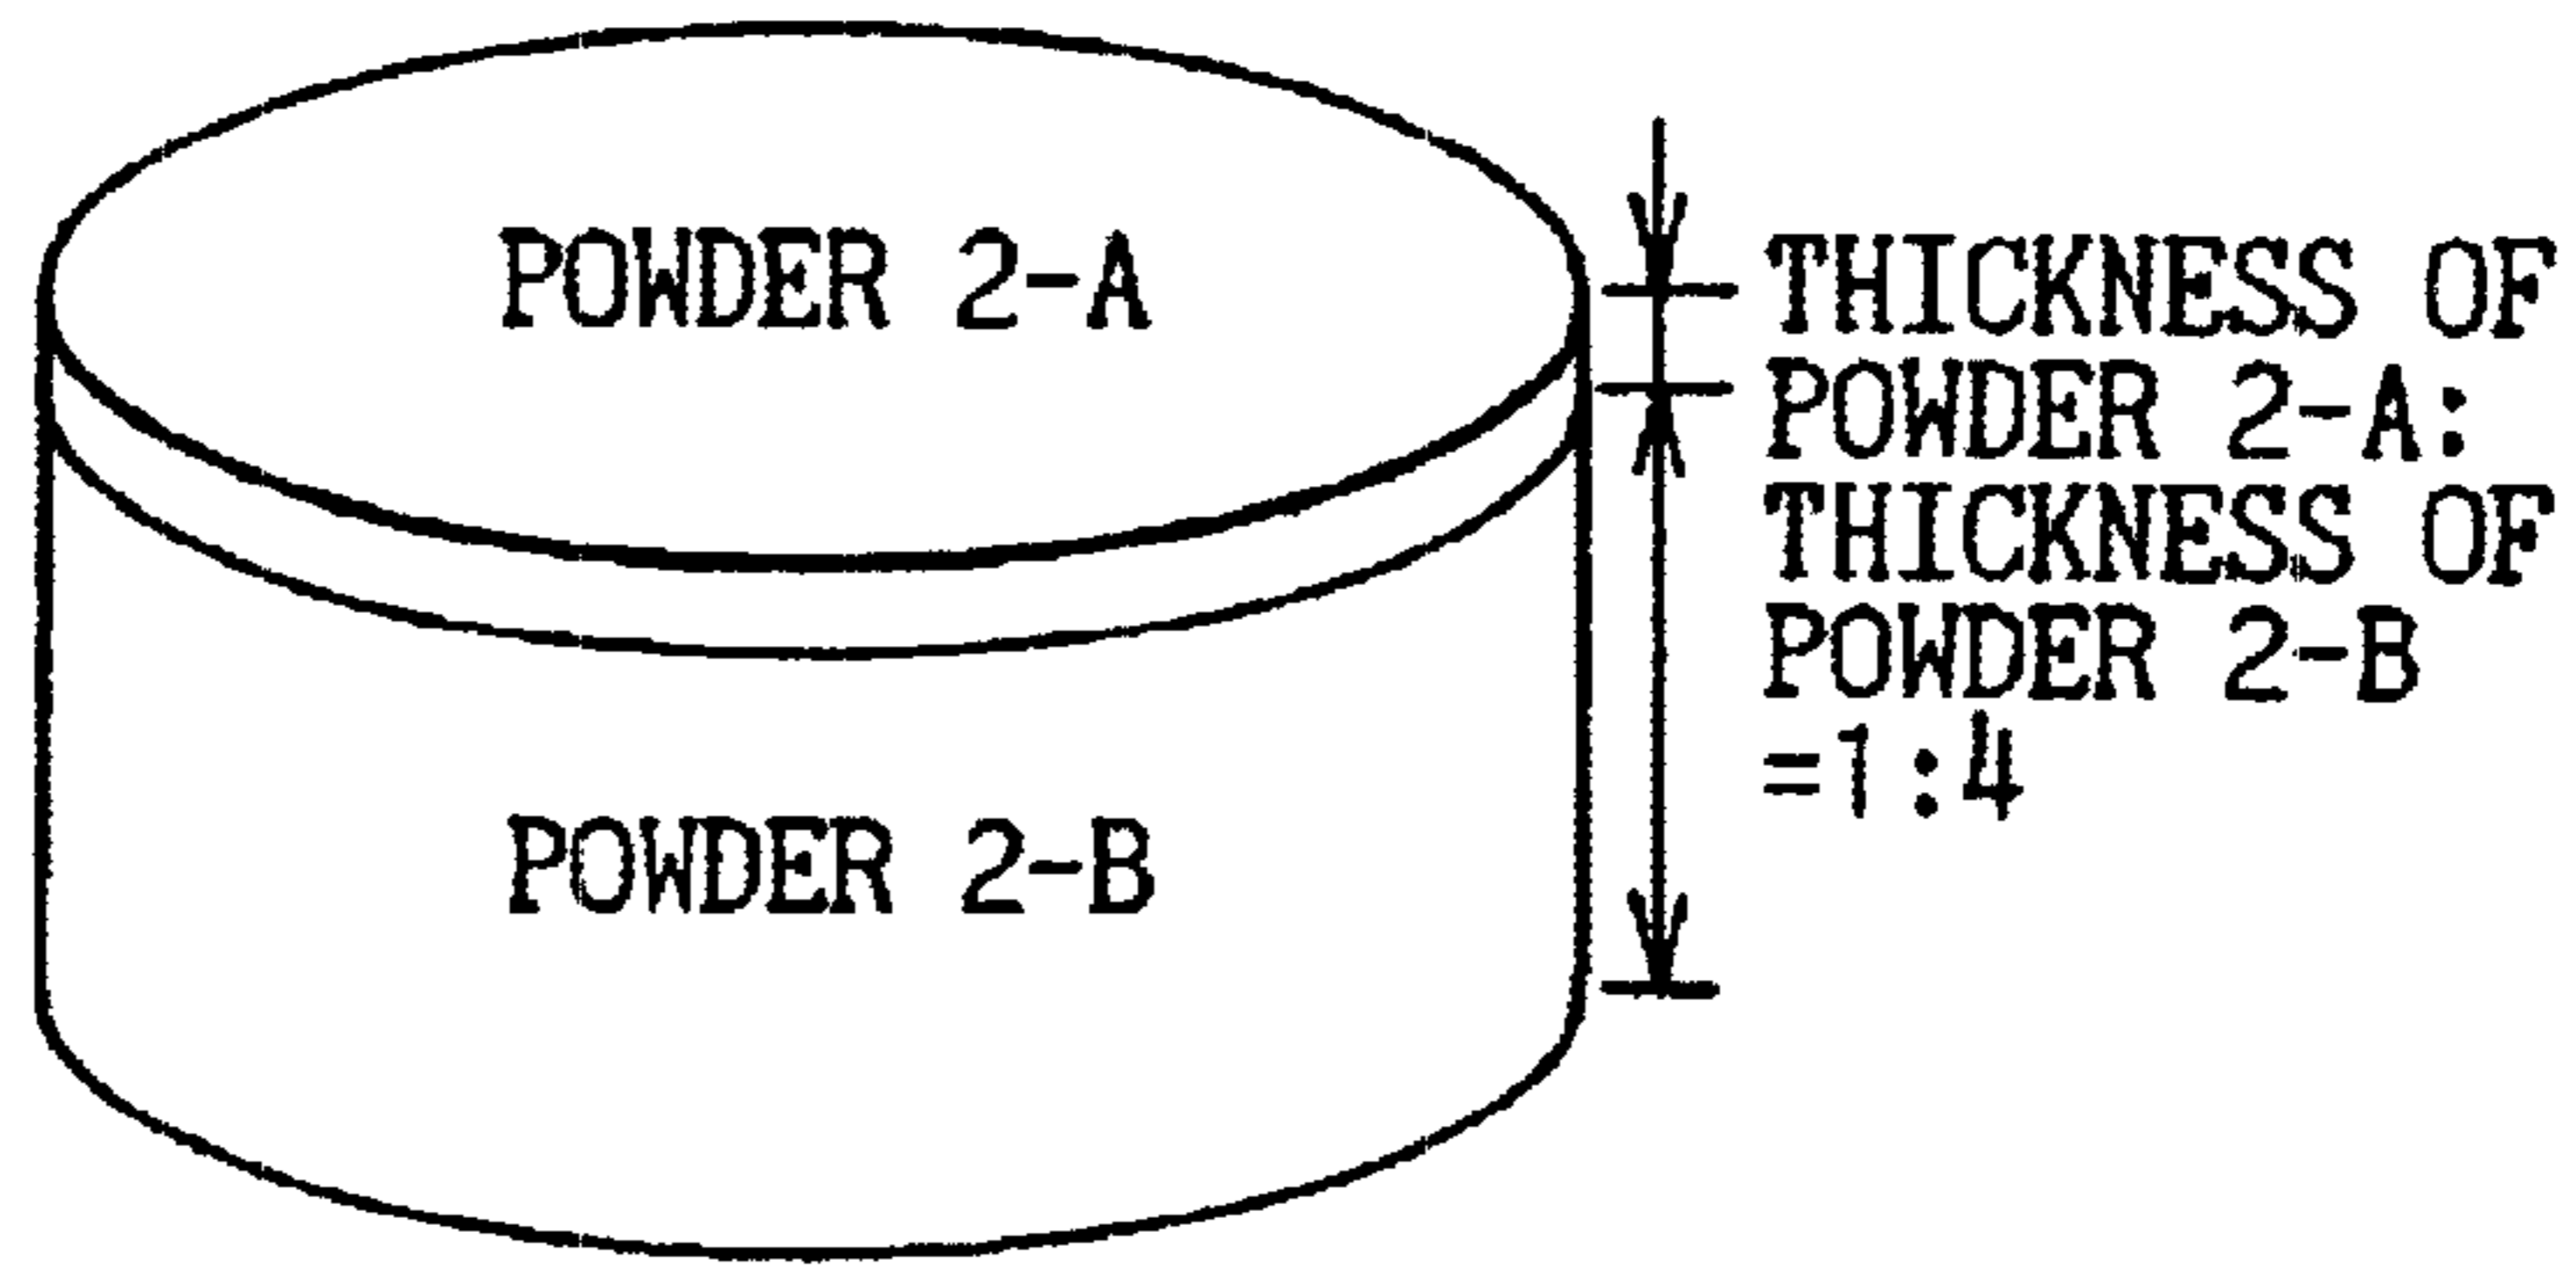 POWDER 2-A
POWDER 2-B
THICKNESS OF
POWDER 2-A:
THICKNESS OF
POWDER 2-B
=1:4